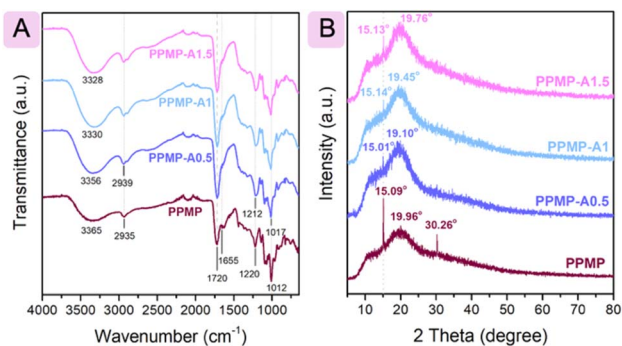 A
PPMP-A1.5
3328
PPMP-A1
3330
PPMP-A0.5
3356
2939
1212
1017
PPMP
3365
2935
1655
1720
1220
1012
4000 3500 3000 2500 2000 1500 1000
Wavenumber (cm⁻¹)
Transmittance (a.u.)
B
19.76°
15.13°
PPMP-A1.5
19.45°
15.14°
PPMP-A1
19.10°
15.01°
PPMP-A0.5
15.09°
19.96°
30.26°
PPMP
10 20 30 40 50 60 70 80
2 Theta (degree)
Intensity (a.u.)